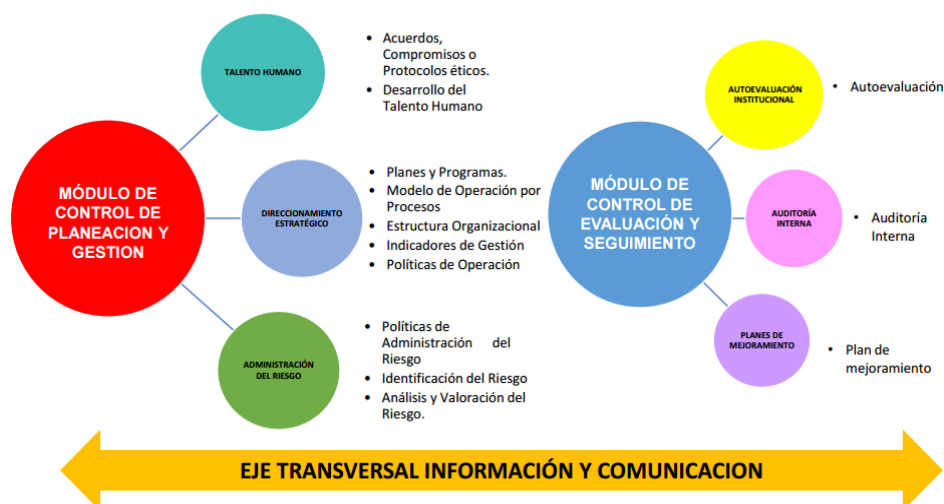 MÓDULO DE
CONTROL DE
PLANEACION Y
GESTION
TALENTO HUMANO
• Acuerdos,
Compromisos o
Protocolos éticos.
• Desarrollo del
Talento Humano
DIRECCIONAMIENTO
ESTRATÉGICO
• Planes y Programas.
• Modelo de Operación por
Procesos
• Estructura Organizacional
• Indicadores de Gestión
• Políticas de Operación
ADMINISTRACIÓN
DEL RIESGO
• Políticas de
Administración del
Riesgo
• Identificación del Riesgo
• Análisis y Valoración del
Riesgo.
MÓDULO DE
CONTROL DE
EVALUACIÓN Y
SEGUIMIENTO
AUTOEVALUACIÓN
INSTITUCIONAL
• Autoevaluación
AUDITORÍA
INTERNA
• Auditoría
Interna
PLANES DE
MEJORAMIENTO
• Plan de
mejoramiento
EJE TRANSVERSAL INFORMACIÓN Y COMUNICACION